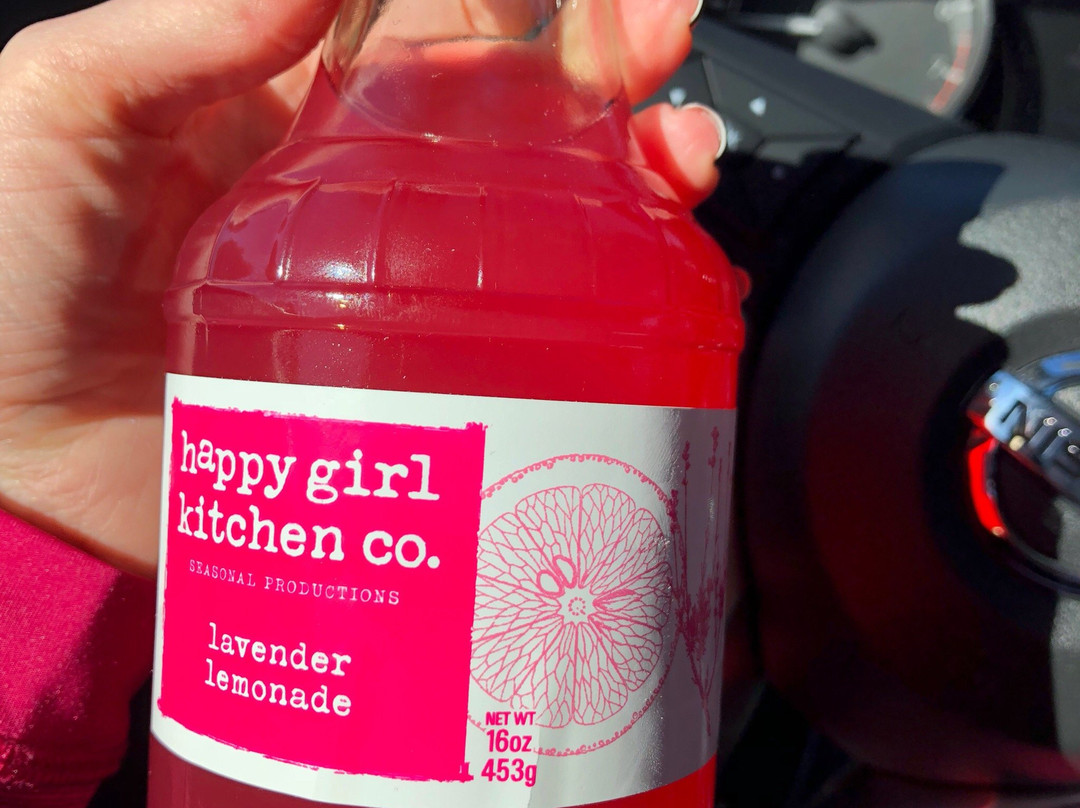 happy girl
kitchen co.
SEASONAL PRODUCTIONS
lavender
lemonade
NET WT
16oz
453g